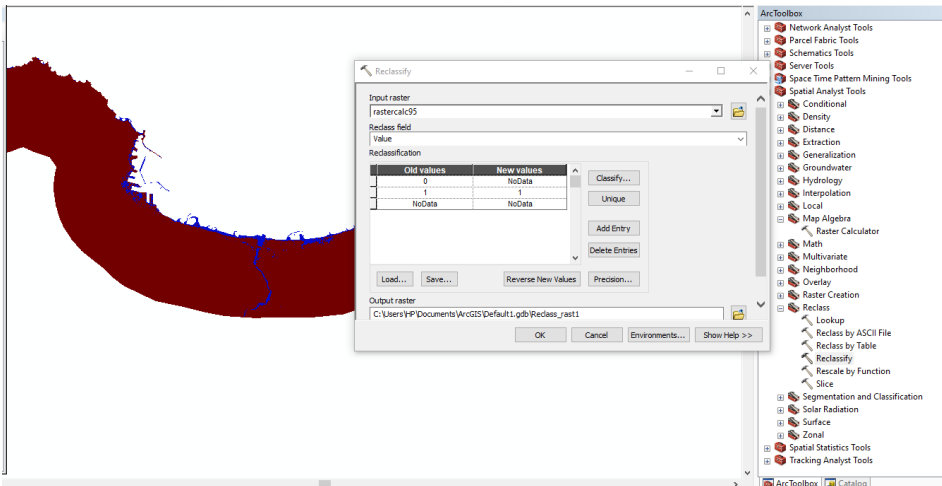 Reclassify
Input raster
rastercalc95
Reclass field
Value
Reclassification
Old values New values
0 NoData
1 1
NoData NoData
Classify...
Unique
Add Entry
Delete Entries
Load... Save... Reverse New Values Precision...
Output raster
C:\Users\HP\Documents\ArcGIS\Default1.gdb\Reclass_rast1
OK Cancel Environments... Show Help >>
ArcToolbox
Network Analyst Tools
Parcel Fabric Tools
Schematics Tools
Server Tools
Space Time Pattern Mining Tools
Spatial Analyst Tools
Conditional
Density
Distance
Extraction
Generalization
Groundwater
Hydrology
Interpolation
Local
Map Algebra
Raster Calculator
Math
Multivariate
Neighborhood
Overlay
Raster Creation
Reclass
Lookup
Reclass by ASCII File
Reclass by Table
Reclassify
Rescale by Function
Slice
Segmentation and Classification
Solar Radiation
Surface
Zonal
Spatial Statistics Tools
Tracking Analyst Tools
ArcToolbox Catalog